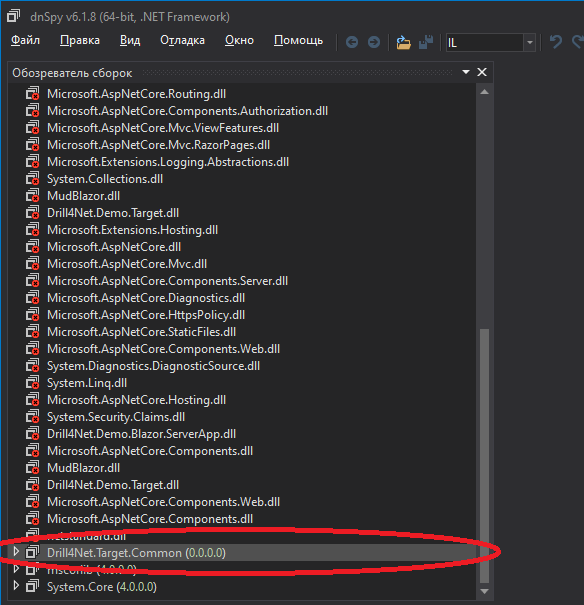 dnSpy v6.1.8 (64-bit, .NET Framework)
Файл Правка Вид Отладка Окно Помощь IL
Обозреватель сборок
Microsoft.AspNetCore.Routing.dll
Microsoft.AspNetCore.Components.Authorization.dll
Microsoft.AspNetCore.Mvc.ViewFeatures.dll
Microsoft.AspNetCore.Mvc.RazorPages.dll
Microsoft.Extensions.Logging.Abstractions.dll
System.Collections.dll
MudBlazor.dll
Drill4Net.Demo.Target.dll
Microsoft.Extensions.Hosting.dll
Microsoft.AspNetCore.dll
Microsoft.AspNetCore.Mvc.dll
Microsoft.AspNetCore.Components.Server.dll
Microsoft.AspNetCore.Diagnostics.dll
Microsoft.AspNetCore.HttpsPolicy.dll
Microsoft.AspNetCore.StaticFiles.dll
Microsoft.AspNetCore.Components.Web.dll
System.Diagnostics.DiagnosticSource.dll
System.Linq.dll
Microsoft.AspNetCore.Hosting.dll
System.Security.Claims.dll
Drill4Net.Demo.Blazor.ServerApp.dll
Microsoft.AspNetCore.Components.dll
MudBlazor.dll
Drill4Net.Demo.Target.dll
Microsoft.AspNetCore.Components.Web.dll
Microsoft.AspNetCore.Components.dll
netstandard.dll
Drill4Net.Target.Common (0.0.0.0)
mscorlib (4.0.0.0)
System.Core (4.0.0.0)